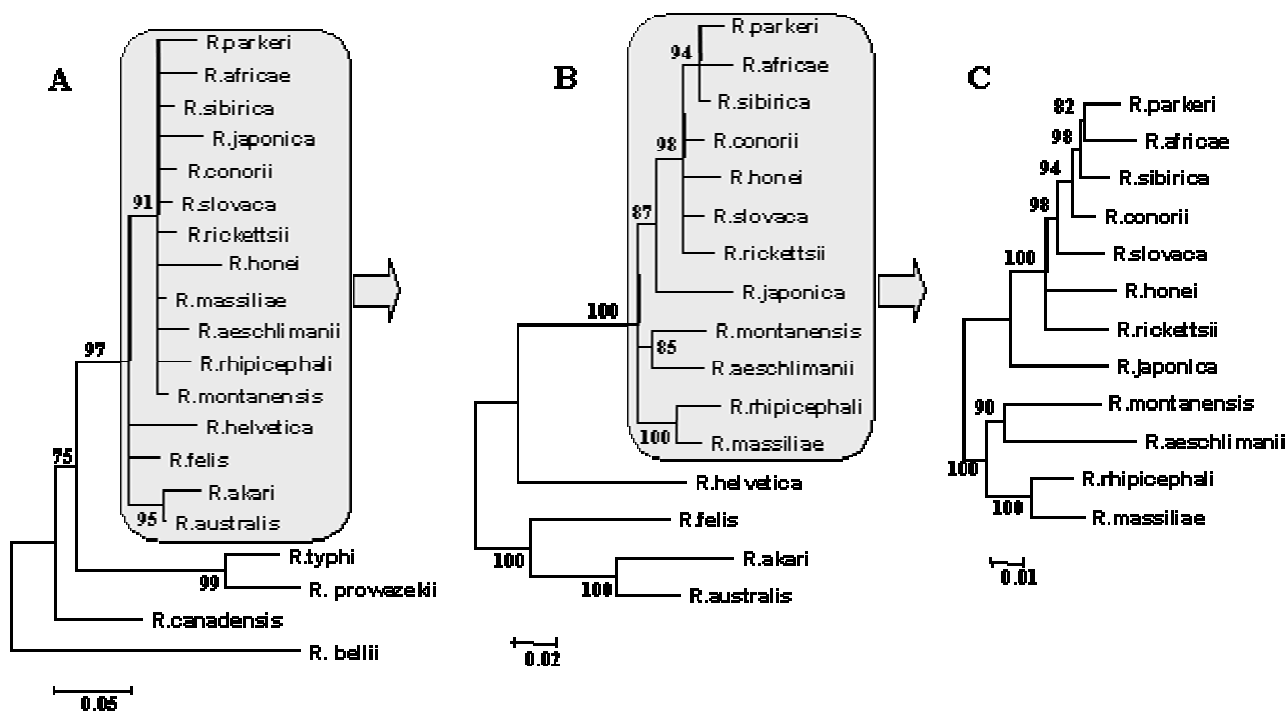 A
R.parkeri
R.africae
R.sibirica
R.japonica
R.conorii
91
R.slovaca
R.rickettsii
R.honei
R.massiliae
R.aeschlimanii
97
R.rhipicephali
R.montanensis
R.helvetica
75
R.felis
R.akari
95
R.australis
R.typhi
99
R. prowazekii
R.canadensis
R. bellii
0.05
B
R.parkeri
94
R.africae
R.sibirica
98
R.conorii
R.honei
87
R.slovaca
R.rickettsii
R.japonica
100
R.montanensis
85
R.aeschlimanii
R.rhipicephali
100
R.massiliae
R.helvetica
R.felis
100
R.akari
100
R.australis
0.02
C
82
R.parkeri
98
R.africae
94
R.sibirica
98
R.conorii
100
R.slovaca
R.honei
R.rickettsii
R.japonica
90
R.montanensis
R.aeschlimanii
100
R.rhipicephali
100
R.massiliae
0.01